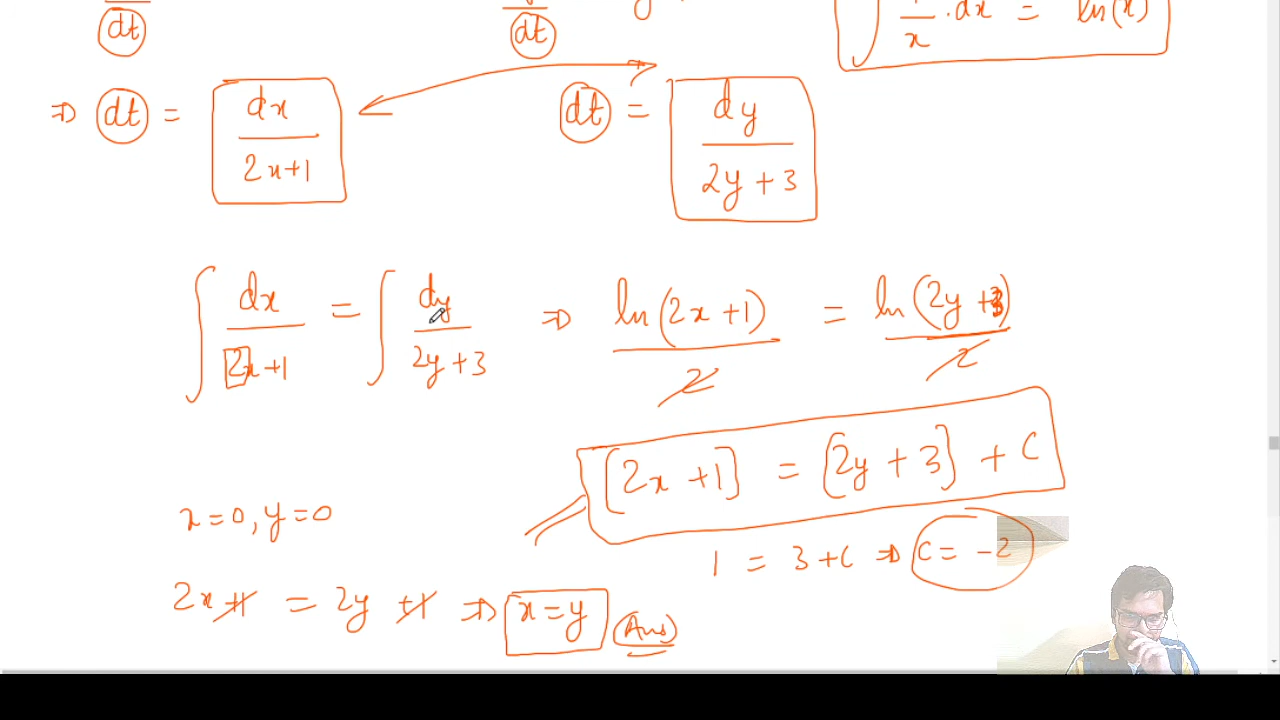 dt dt ∫ 1/x · dx = ln(x)
⇒ dt = dx/(2x+1) dt = dy/(2y + 3)
∫ dx/(2x+1) = ∫ dy/(2y+3) ⇒ ln(2x+1)/2 = ln(2y+3)/2
[2x +1] = [2y + 3] + C
x=0, y=0
1 = 3 + C ⇒ C = -2
2x +1 = 2y +1 ⇒ x=y (Ans)